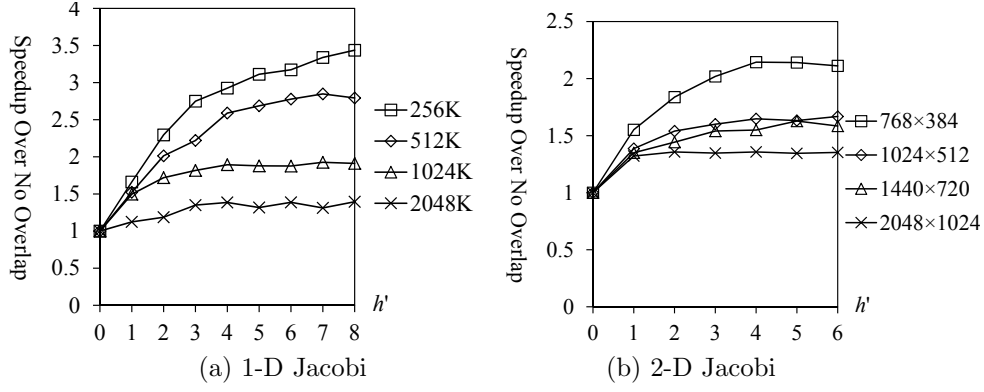 Speedup Over No Overlap
4
3.5
3
2.5
2
1.5
1
0.5
0
0 1 2 3 4 5 6 7 8
h'
256K
512K
1024K
2048K
(a) 1-D Jacobi
Speedup Over No Overlap
2.5
2
1.5
1
0.5
0
0 1 2 3 4 5 6
h'
768×384
1024×512
1440×720
2048×1024
(b) 2-D Jacobi